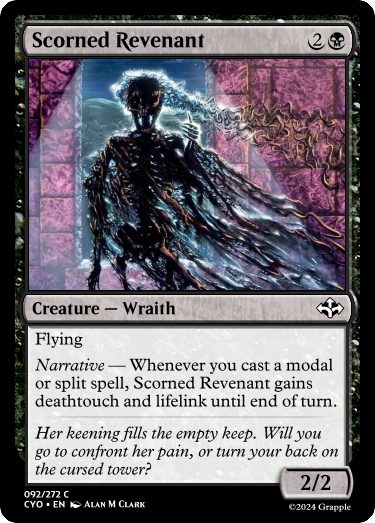 Scorned Revenant 2
Creature — Wraith
Flying
Narrative — Whenever you cast a modal
or split spell, Scorned Revenant gains
deathtouch and lifelink until end of turn.
Her keening fills the empty keep. Will you
go to confront her pain, or turn your back on
the cursed tower?
2/2
092/272 C
CYO • EN Alan M Clark
©2024 Grapple